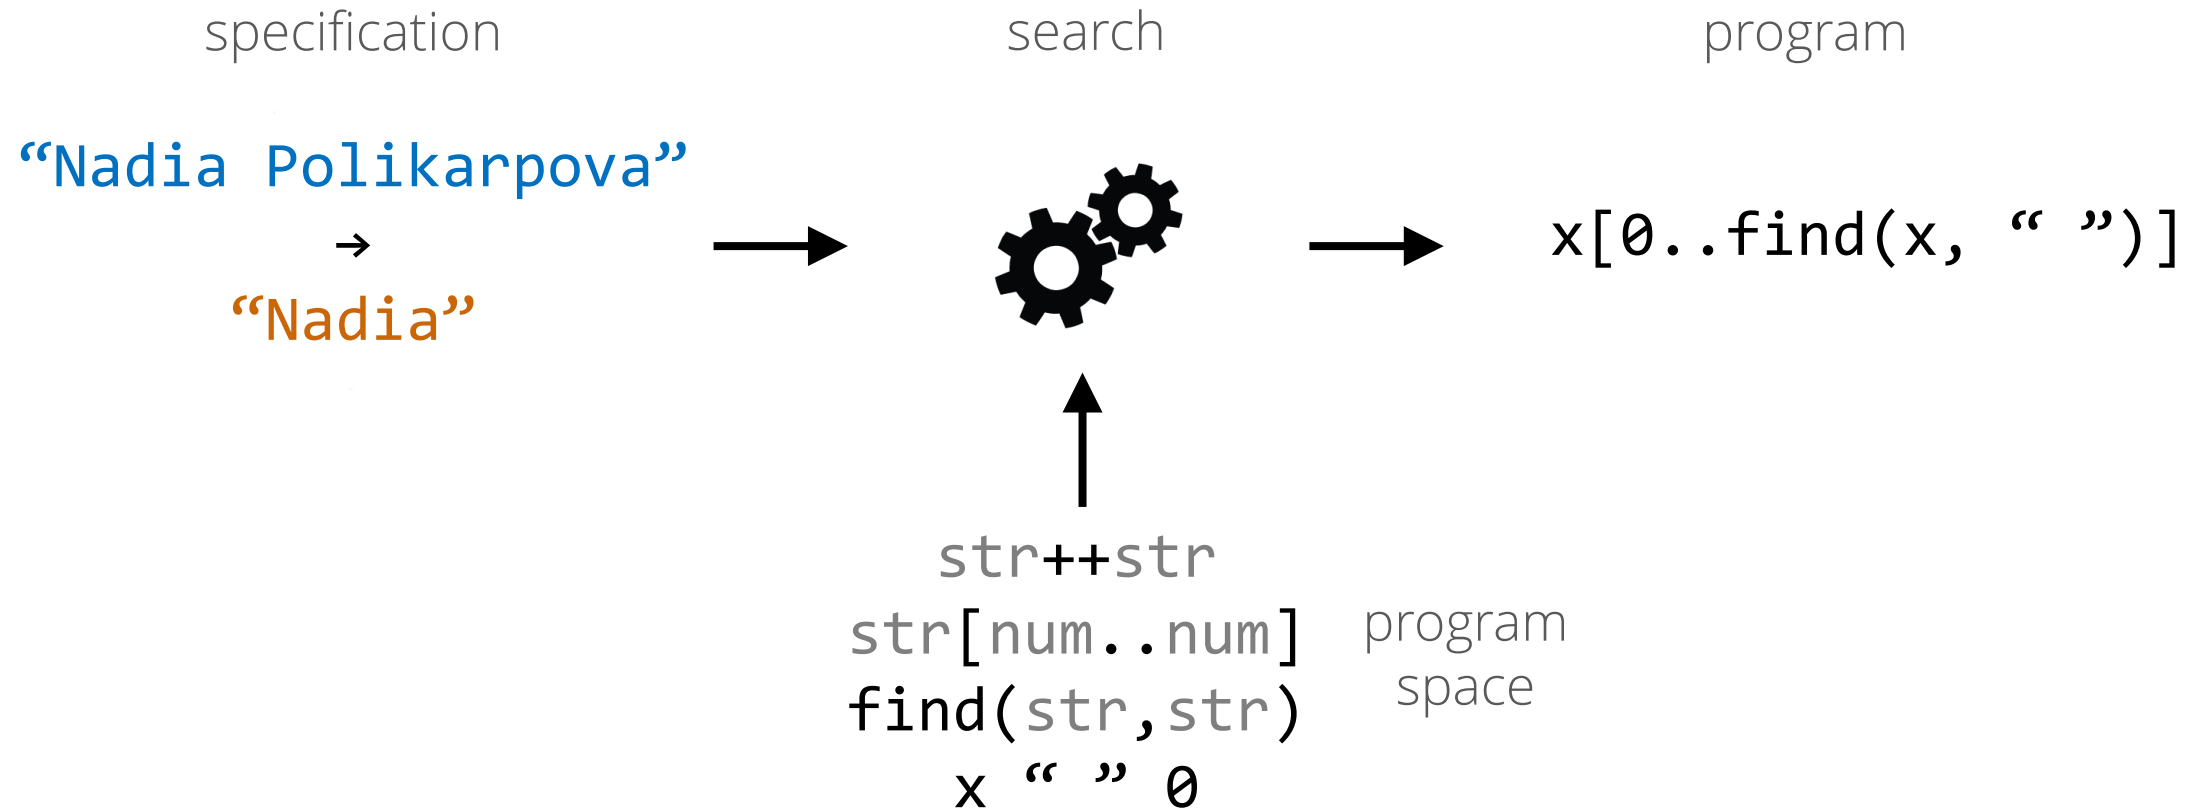 specification
search
program
“Nadia Polikarpova”
→
“Nadia”
x[0..find(x, “ ”)]
str++str
str[num..num]
find(str,str)
x “ ” 0
program
space